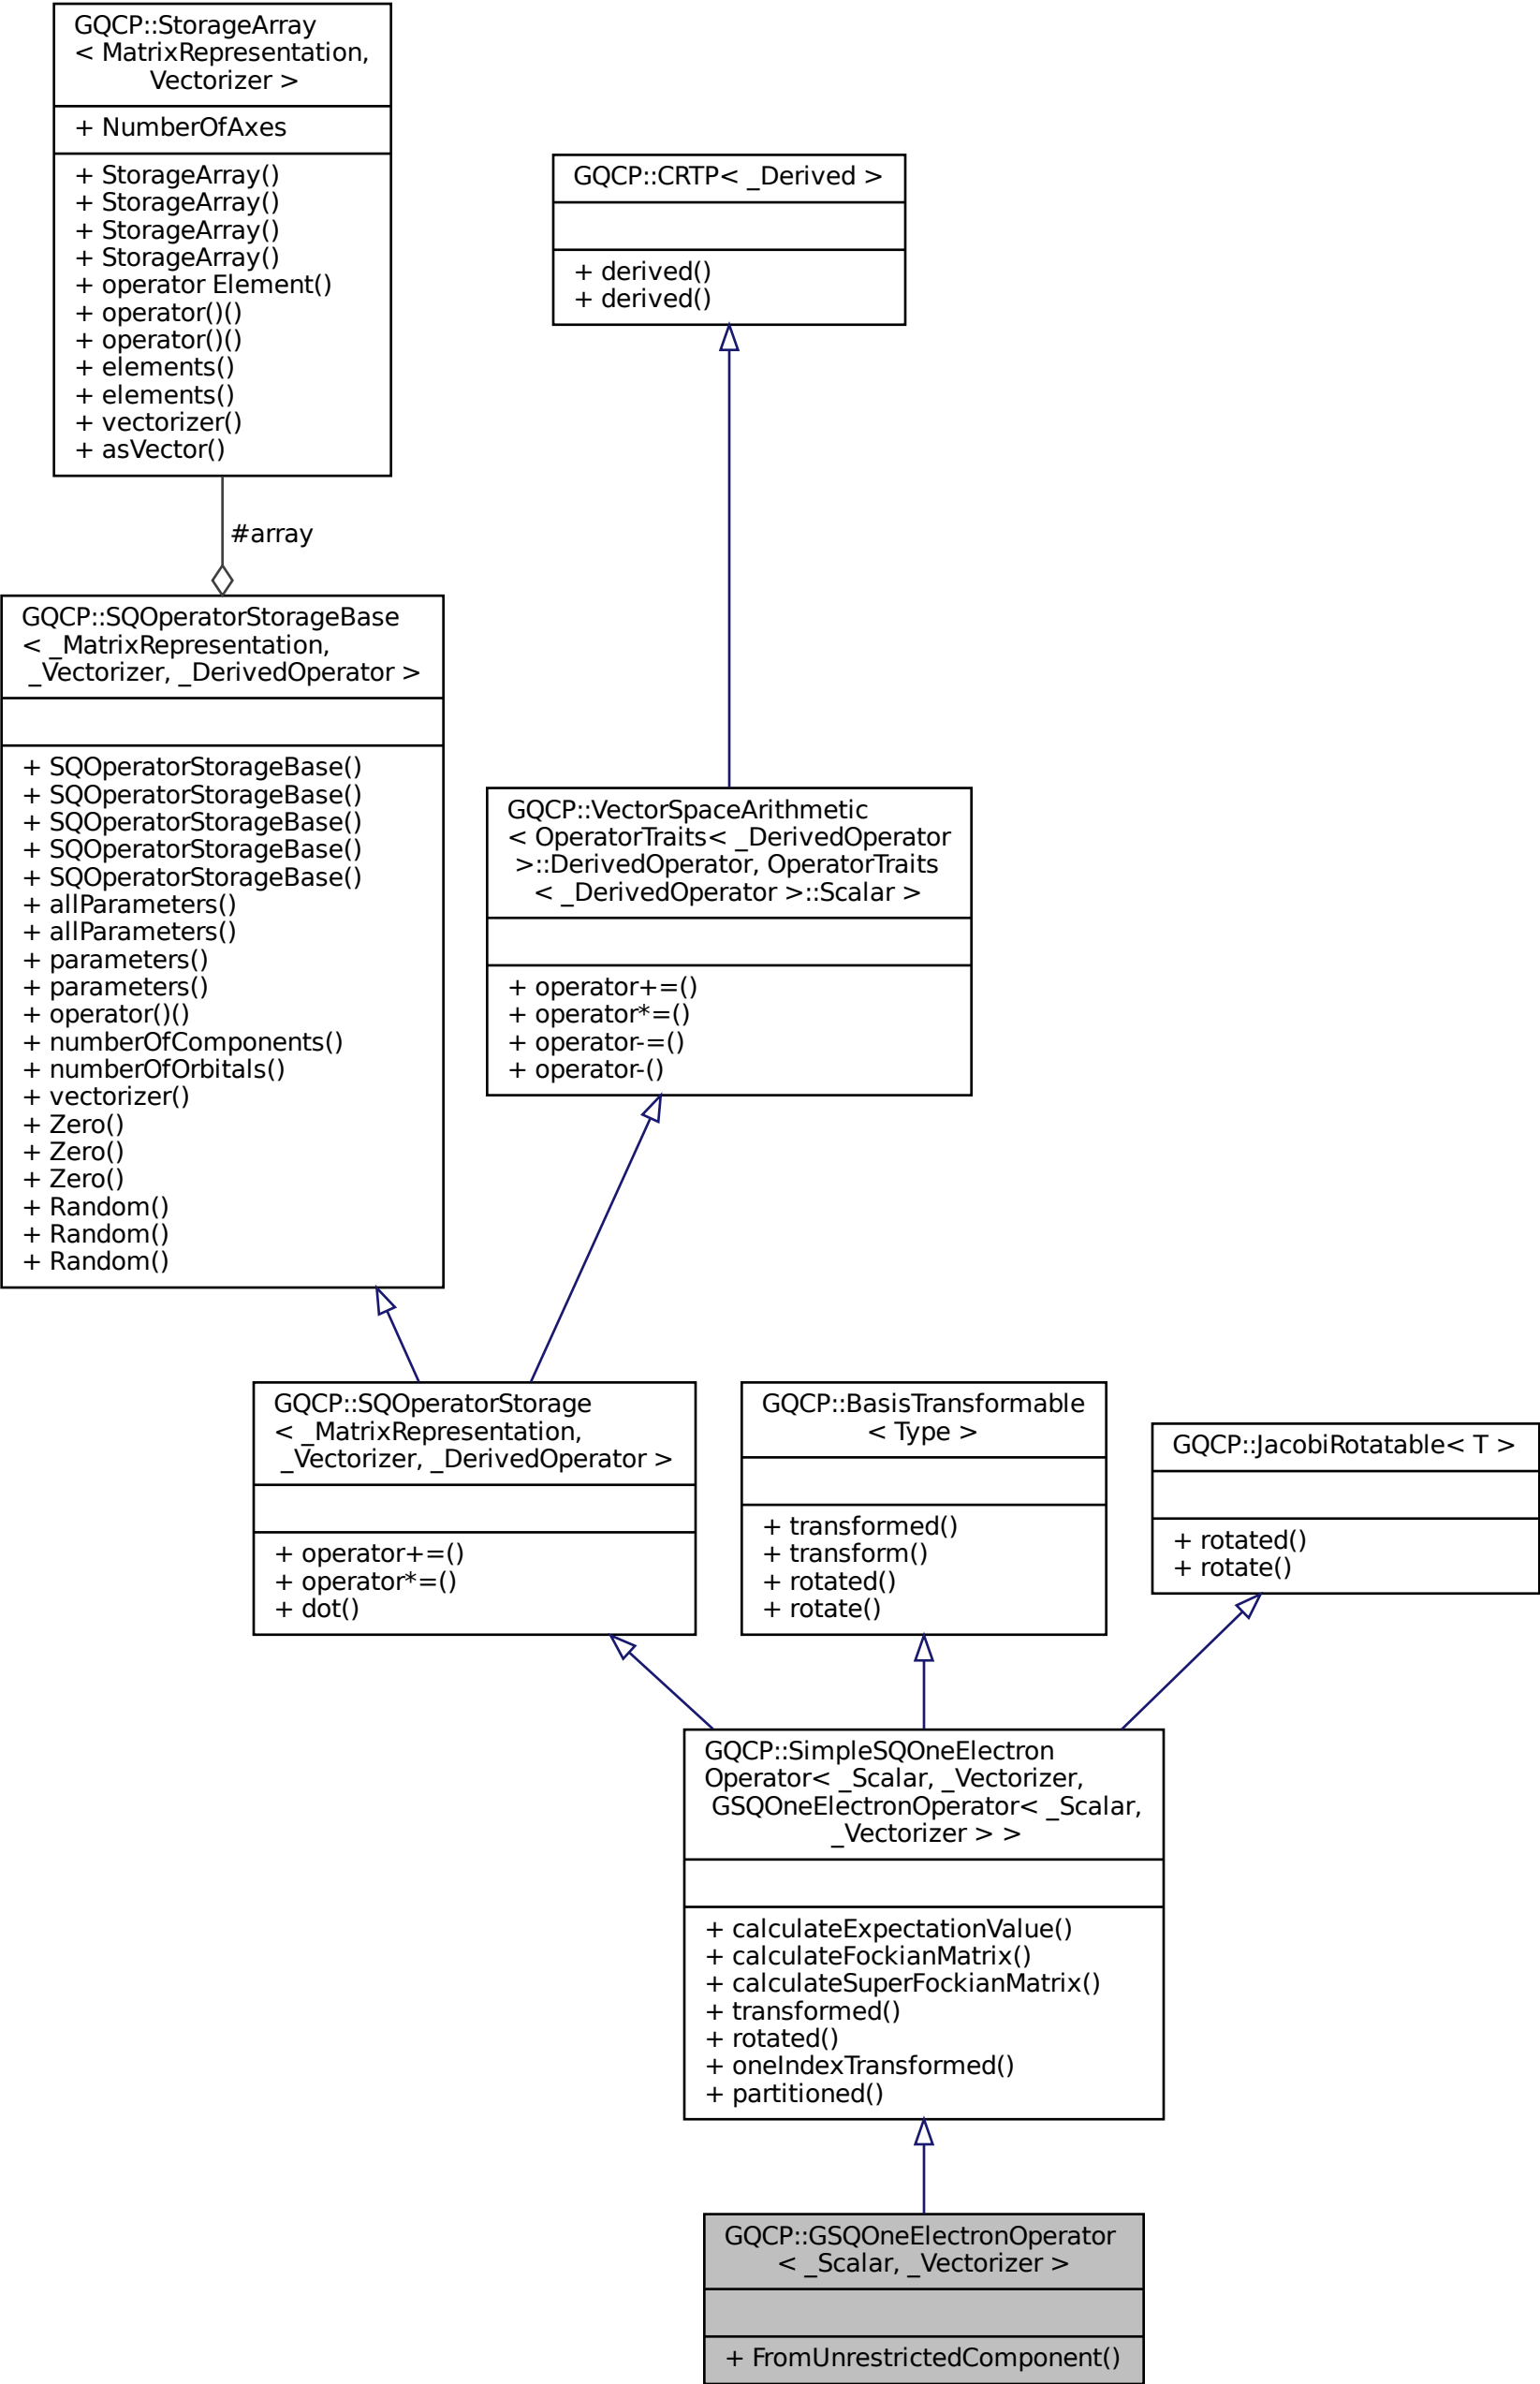 GQCP::StorageArray
< MatrixRepresentation,
Vectorizer >
+ NumberOfAxes
+ StorageArray()
+ StorageArray()
+ StorageArray()
+ StorageArray()
+ operator Element()
+ operator()()
+ operator()()
+ elements()
+ elements()
+ vectorizer()
+ asVector()
GQCP::CRTP< _Derived >
+ derived()
+ derived()
#array
GQCP::SQOperatorStorageBase
< _MatrixRepresentation,
_Vectorizer, _DerivedOperator >
+ SQOperatorStorageBase()
+ SQOperatorStorageBase()
+ SQOperatorStorageBase()
+ SQOperatorStorageBase()
+ SQOperatorStorageBase()
+ allParameters()
+ allParameters()
+ parameters()
+ parameters()
+ operator()()
+ numberOfComponents()
+ numberOfOrbitals()
+ vectorizer()
+ Zero()
+ Zero()
+ Zero()
+ Random()
+ Random()
+ Random()
GQCP::VectorSpaceArithmetic
< OperatorTraits< _DerivedOperator
>::DerivedOperator, OperatorTraits
< _DerivedOperator >::Scalar >
+ operator+=()
+ operator*=()
+ operator-=()
+ operator-()
GQCP::SQOperatorStorage
< _MatrixRepresentation,
_Vectorizer, _DerivedOperator >
+ operator+=()
+ operator*=()
+ dot()
GQCP::BasisTransformable
< Type >
+ transformed()
+ transform()
+ rotated()
+ rotate()
GQCP::JacobiRotatable< T >
+ rotated()
+ rotate()
GQCP::SimpleSQOneElectron
Operator< _Scalar, _Vectorizer,
GSQOneElectronOperator< _Scalar,
_Vectorizer > >
+ calculateExpectationValue()
+ calculateFockianMatrix()
+ calculateSuperFockianMatrix()
+ transformed()
+ rotated()
+ oneIndexTransformed()
+ partitioned()
GQCP::GSQOneElectronOperator
< _Scalar, _Vectorizer >
+ FromUnrestrictedComponent()